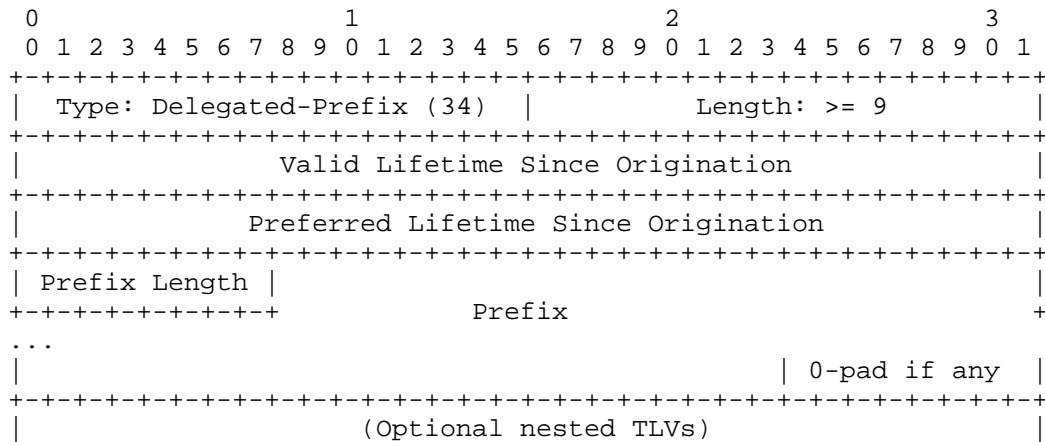 0                   1                   2                   3
 0 1 2 3 4 5 6 7 8 9 0 1 2 3 4 5 6 7 8 9 0 1 2 3 4 5 6 7 8 9 0 1
+-+-+-+-+-+-+-+-+-+-+-+-+-+-+-+-+-+-+-+-+-+-+-+-+-+-+-+-+-+-+-+-+
|  Type: Delegated-Prefix (34)  |          Length: >= 9         |
+-+-+-+-+-+-+-+-+-+-+-+-+-+-+-+-+-+-+-+-+-+-+-+-+-+-+-+-+-+-+-+-+
|                Valid Lifetime Since Origination               |
+-+-+-+-+-+-+-+-+-+-+-+-+-+-+-+-+-+-+-+-+-+-+-+-+-+-+-+-+-+-+-+-+
|              Preferred Lifetime Since Origination             |
+-+-+-+-+-+-+-+-+-+-+-+-+-+-+-+-+-+-+-+-+-+-+-+-+-+-+-+-+-+-+-+-+
| Prefix Length |                                               |
+-+-+-+-+-+-+-+-+            Prefix                             +
...
|                                               | 0-pad if any  |
+-+-+-+-+-+-+-+-+-+-+-+-+-+-+-+-+-+-+-+-+-+-+-+-+-+-+-+-+-+-+-+-+
|                     (Optional nested TLVs)                    |